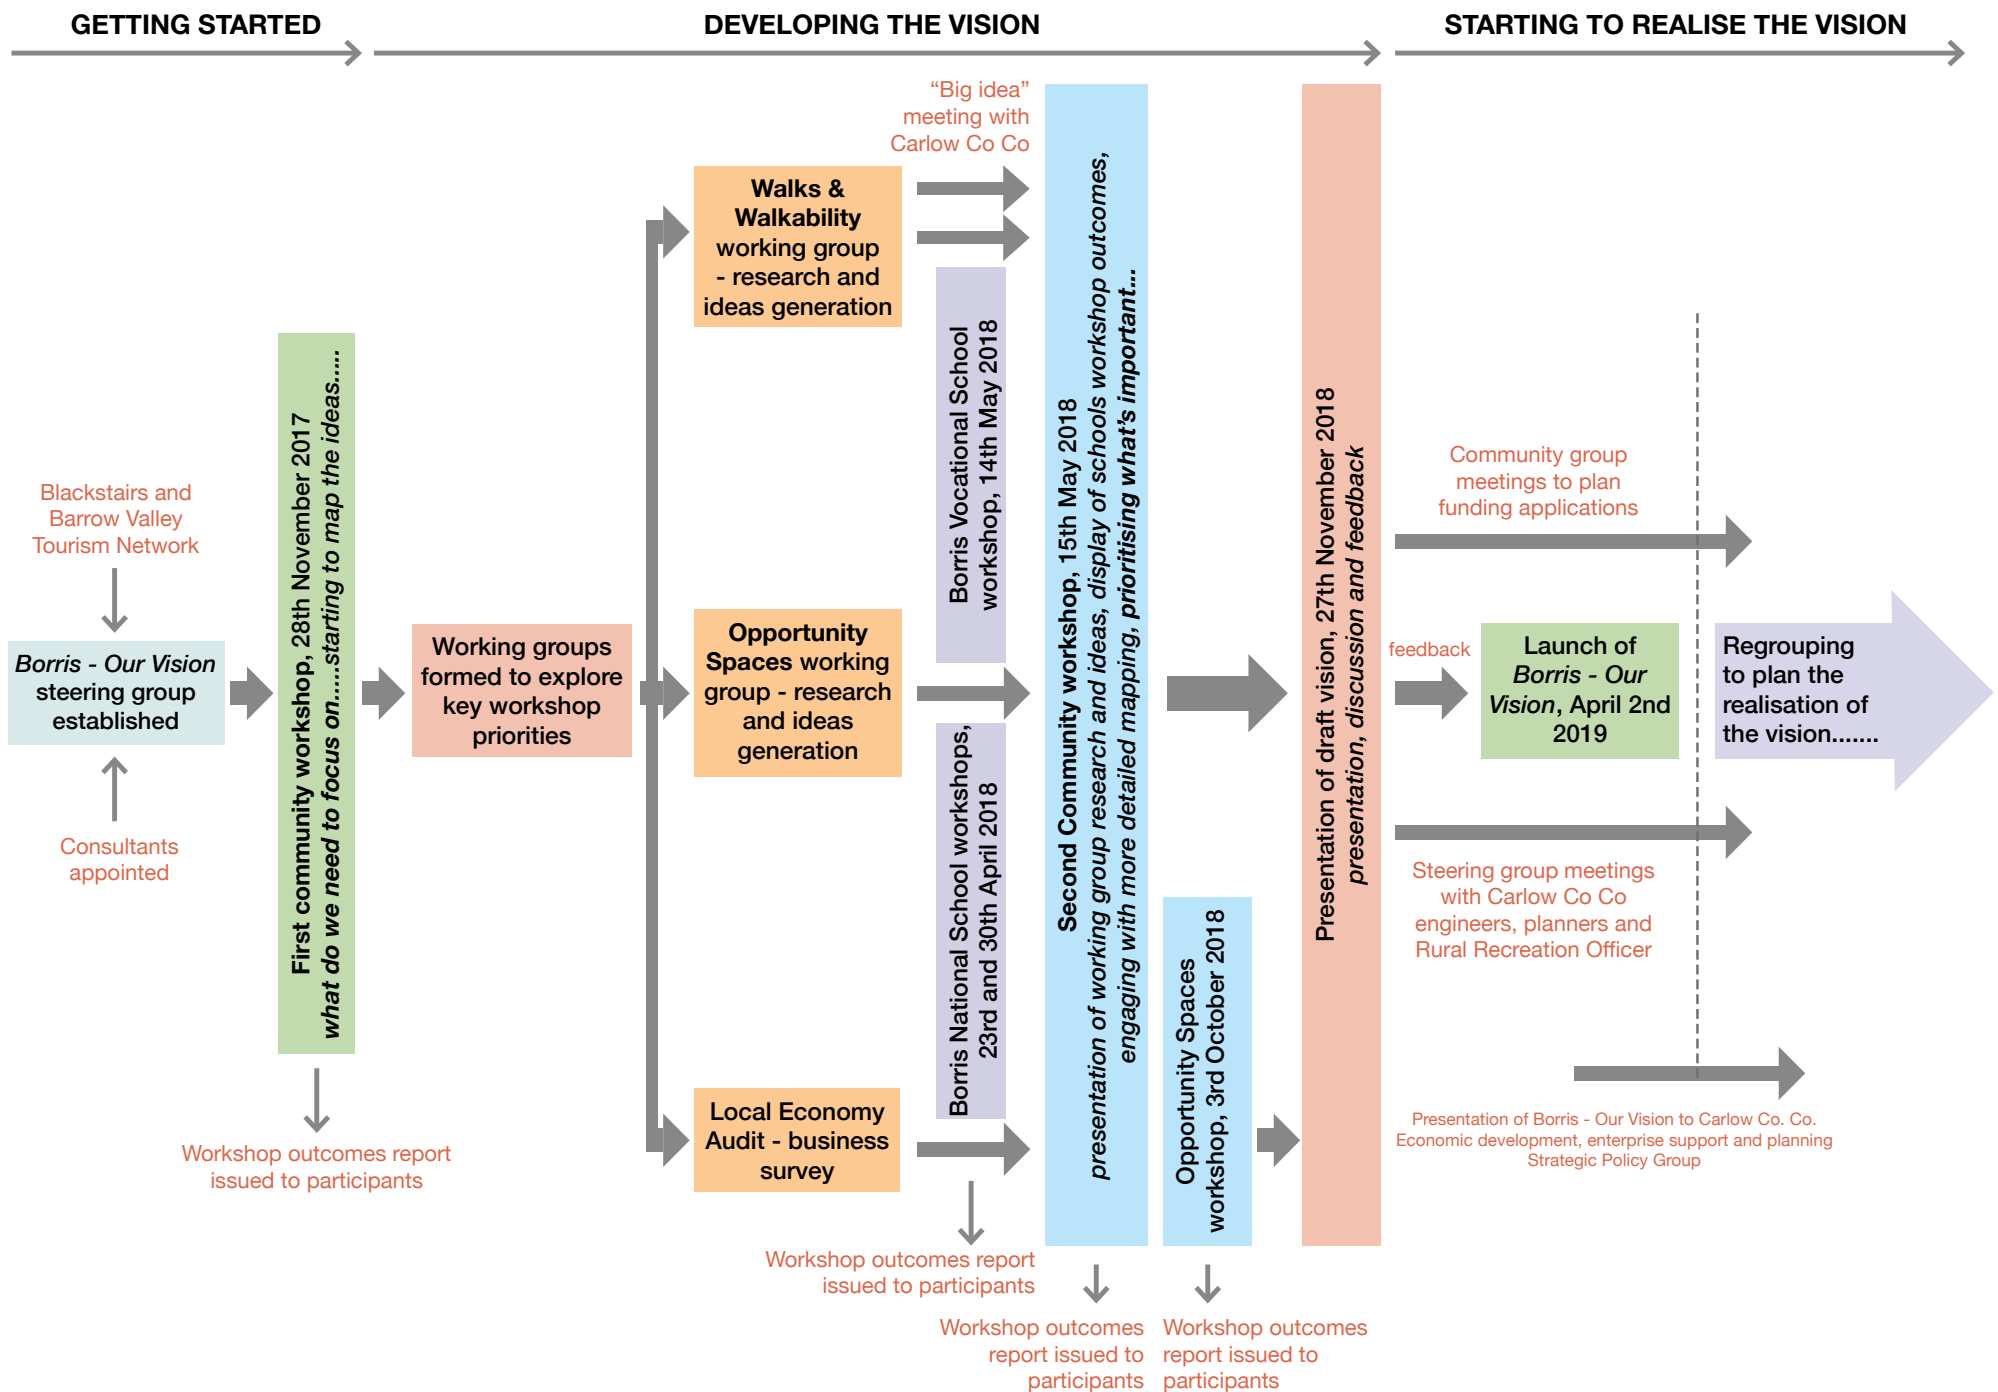 GETTING STARTED
DEVELOPING THE VISION
STARTING TO REALISE THE VISION
Blackstairs and
Barrow Valley
Tourism Network
Borris - Our Vision
steering group
established
Consultants
appointed
First community workshop, 28th November 2017
what do we need to focus on.....starting to map the ideas.....
Workshop outcomes report
issued to participants
Working groups
formed to explore
key workshop
priorities
Walks &
Walkability
working group
- research and
ideas generation
Opportunity
Spaces working
group - research
and ideas
generation
Local Economy
Audit - business
survey
“Big idea”
meeting with
Carlow Co Co
Borris Vocational School
workshop, 14th May 2018
Borris National School workshops,
23rd and 30th April 2018
Workshop outcomes report
issued to participants
Second Community workshop, 15th May 2018
presentation of working group research and ideas, display of schools workshop outcomes,
engaging with more detailed mapping, prioritising what’s important...
Workshop outcomes
report issued to
participants
Opportunity Spaces
workshop, 3rd October 2018
Workshop outcomes
report issued to
participants
Presentation of draft vision, 27th November 2018
presentation, discussion and feedback
Community group
meetings to plan
funding applications
feedback
Launch of
Borris - Our
Vision, April 2nd
2019
Regrouping
to plan the
realisation of
the vision.......
Steering group meetings
with Carlow Co Co
engineers, planners and
Rural Recreation Officer
Presentation of Borris - Our Vision to Carlow Co. Co.
Economic development, enterprise support and planning
Strategic Policy Group